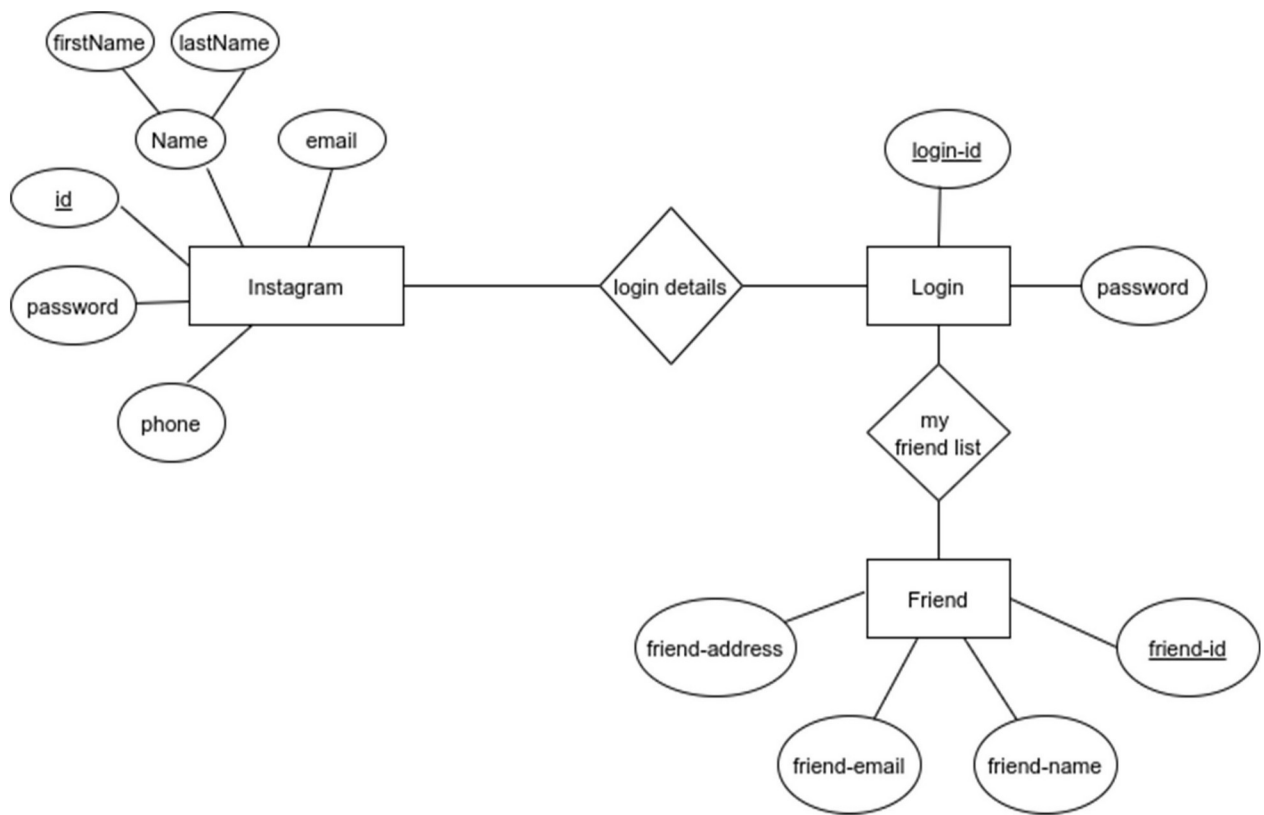 firstName
lastName
Name
email
id
password
phone
Instagram
login details
login-id
Login
password
my
friend list
Friend
friend-address
friend-id
friend-email
friend-name